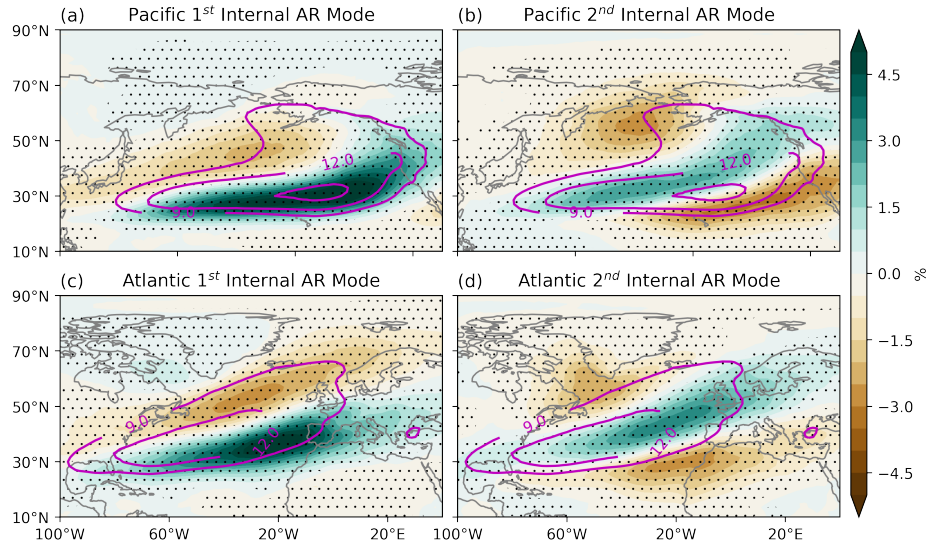 (a) Pacific 1st Internal AR Mode
(b) Pacific 2nd Internal AR Mode
90°N
70°N
50°N
30°N
10°N
12.0
9.0
12.0
9.0
(c) Atlantic 1st Internal AR Mode
(d) Atlantic 2nd Internal AR Mode
90°N
70°N
50°N
30°N
10°N
9.0
12.0
9.0
12.0
100°W
60°W
20°W
20°E
100°W
60°W
20°W
20°E
4.5
3.0
1.5
0.0
−1.5
−3.0
−4.5
%